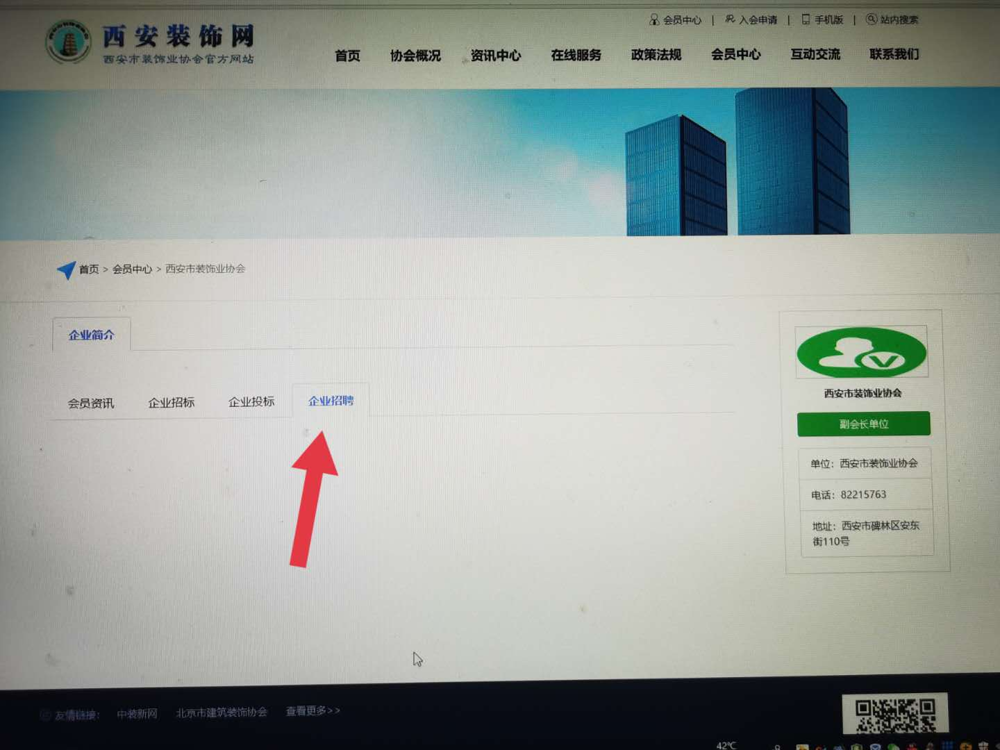 会员中心 | 入会申请 | 手机版 | 站内搜索
西安装饰网
西安市装饰业协会官方网站
首页 协会概况 资讯中心 在线服务 政策法规 会员中心 互动交流 联系我们
首页 > 会员中心 > 西安市装饰业协会
企业简介
会员资讯 企业招标 企业投标 企业招聘
西安市装饰业协会
副会长单位
单位：西安市装饰业协会
电话：82215763
地址：西安市碑林区安东
街110号
友情链接： 中装新网 北京市建筑装饰协会 查看更多>>
42℃